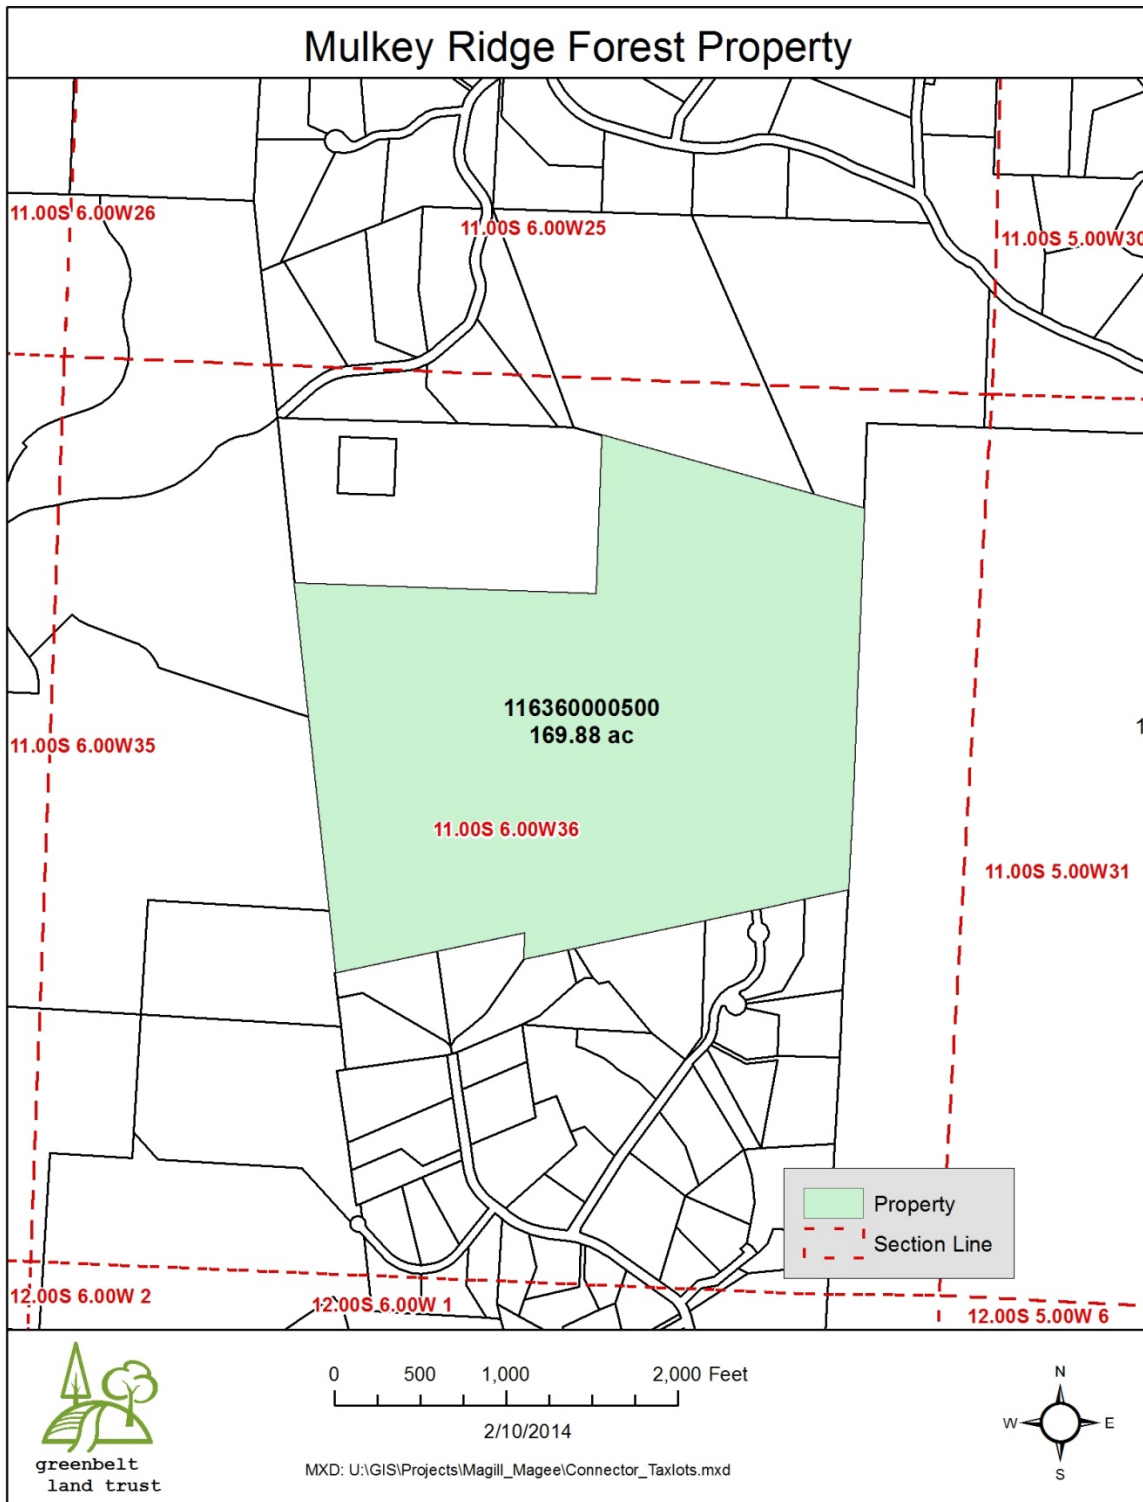 Mulkey Ridge Forest Property
11.00S 6.00W26
11.00S 6.00W25
11.00S 5.00W30
116360000500
169.88 ac
11.00S 6.00W35
11.00S 6.00W36
11.00S 5.00W31
Property
Section Line
12.00S 6.00W 2
12.00S 6.00W 1
12.00S 5.00W 6
0 500 1,000 2,000 Feet
2/10/2014
MXD: U:\GIS\Projects\Magill_Magee\Connector_Taxlots.mxd
greenbelt
land trust
N
W E
S